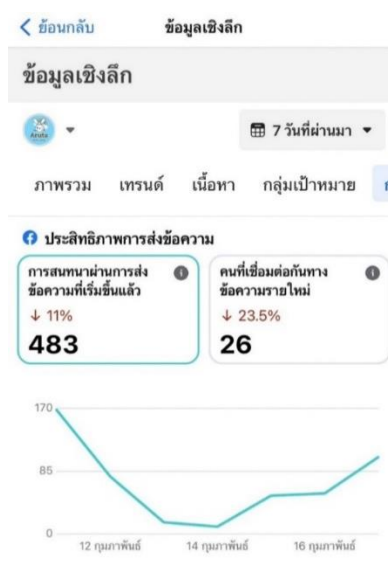 ย้อนกลับ ข้อมูลเชิงลึก
ข้อมูลเชิงลึก
7 วันที่ผ่านมา
ภาพรวม เทรนด์ เนื้อหา กลุ่มเป้าหมาย
ประสิทธิภาพการส่งข้อความ
การสนทนาผ่านการส่ง
ข้อความที่เริ่มขึ้นแล้ว
↓ 11%
483
คนที่เชื่อมต่อกันทาง
ข้อความรายใหม่
↓ 23.5%
26
170
85
0
12 กุมภาพันธ์ 14 กุมภาพันธ์ 16 กุมภาพันธ์